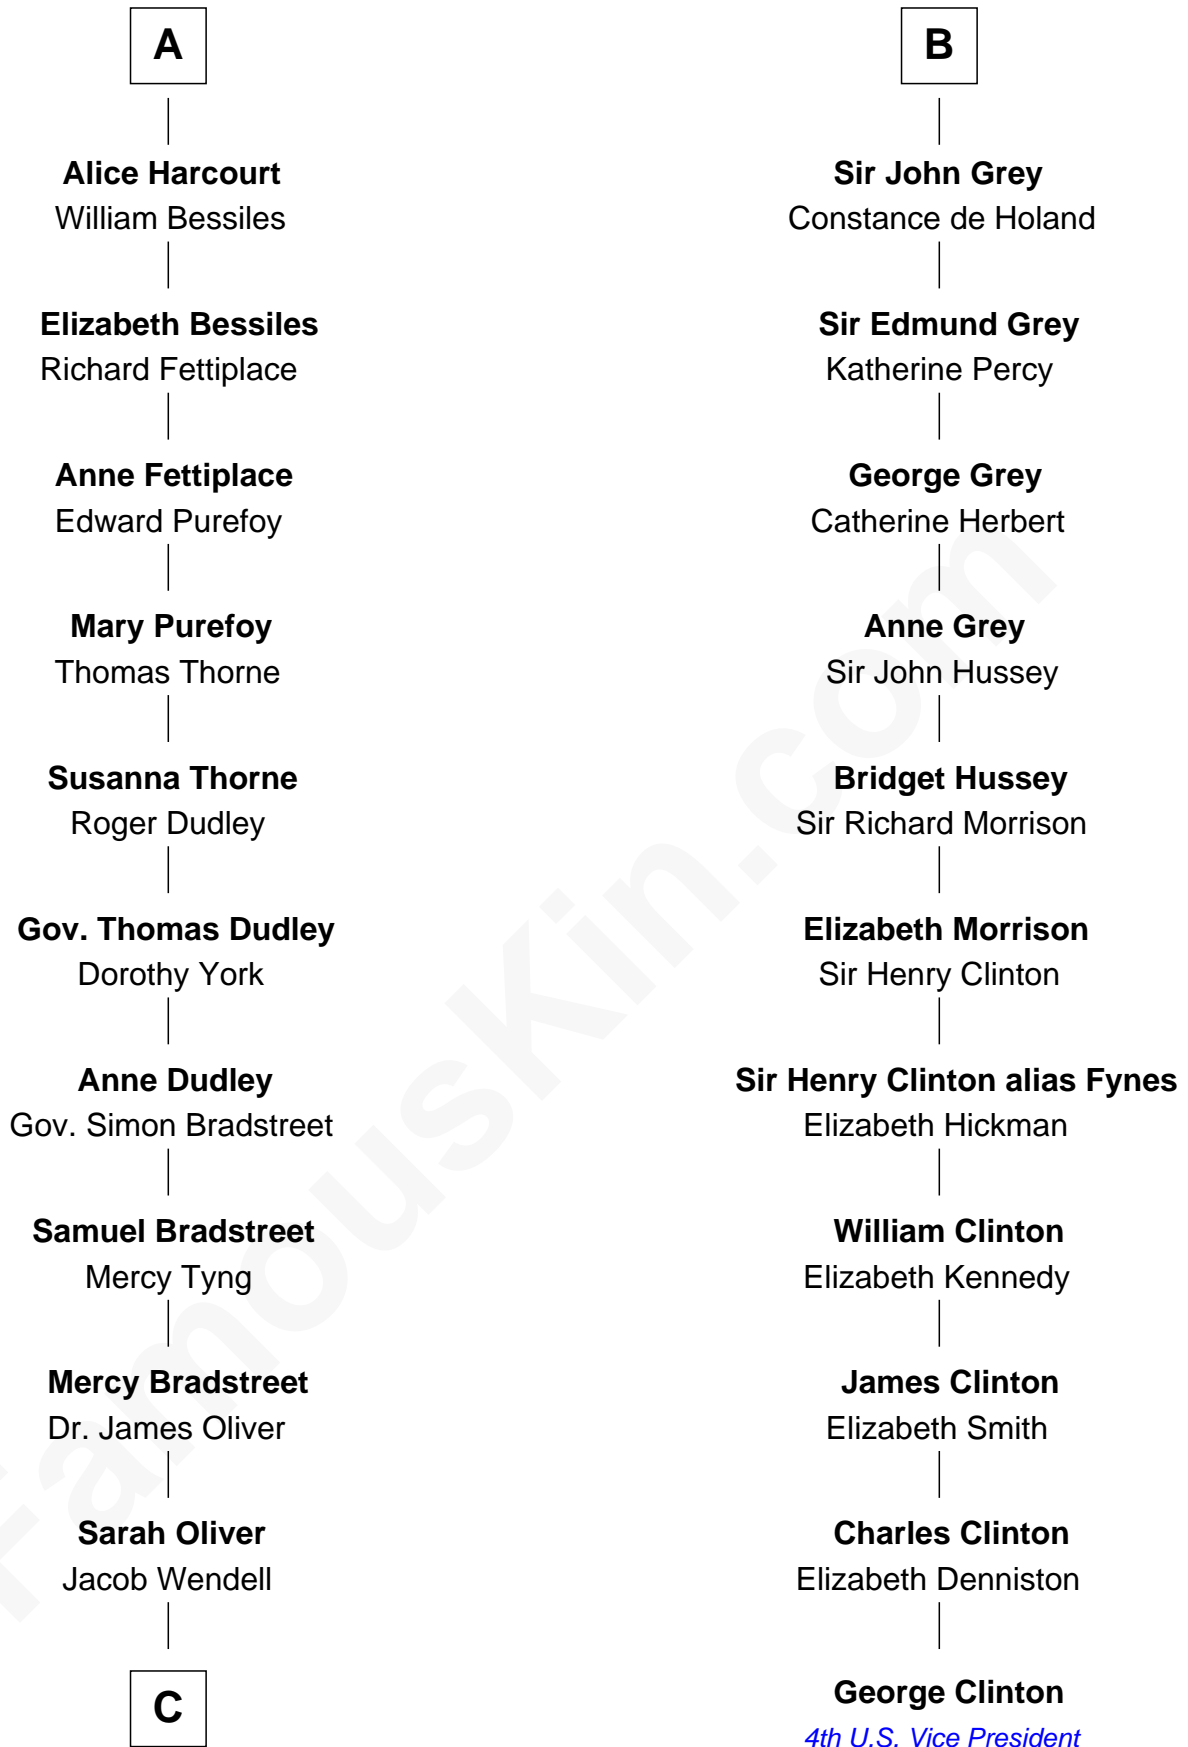 A
Alice Harcourt
William Bessiles
Elizabeth Bessiles
Richard Fettiplace
Anne Fettiplace
Edward Purefoy
Mary Purefoy
Thomas Thorne
Susanna Thorne
Roger Dudley
Gov. Thomas Dudley
Dorothy York
Anne Dudley
Gov. Simon Bradstreet
Samuel Bradstreet
Mercy Tyng
Mercy Bradstreet
Dr. James Oliver
Sarah Oliver
Jacob Wendell
C
B
Sir John Grey
Constance de Holand
Sir Edmund Grey
Katherine Percy
George Grey
Catherine Herbert
Anne Grey
Sir John Hussey
Bridget Hussey
Sir Richard Morrison
Elizabeth Morrison
Sir Henry Clinton
Sir Henry Clinton alias Fynes
Elizabeth Hickman
William Clinton
Elizabeth Kennedy
James Clinton
Elizabeth Smith
Charles Clinton
Elizabeth Denniston
George Clinton
4th U.S. Vice President
FamousKin.com